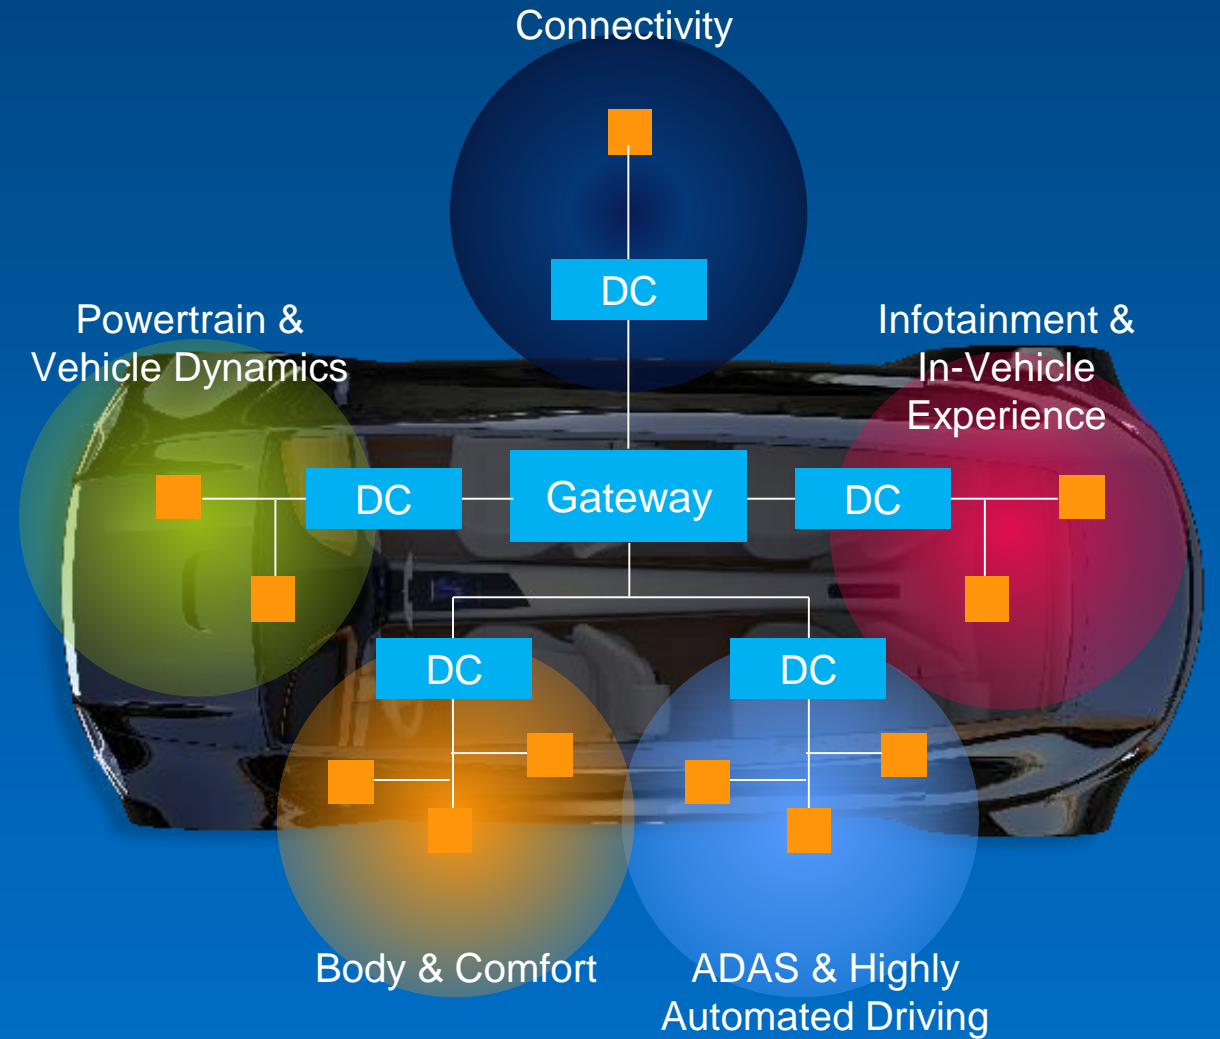 Connectivity
DC
Powertrain &
Vehicle Dynamics
Infotainment &
In-Vehicle
Experience
DC
Gateway
DC
DC
DC
Body & Comfort
ADAS & Highly
Automated Driving